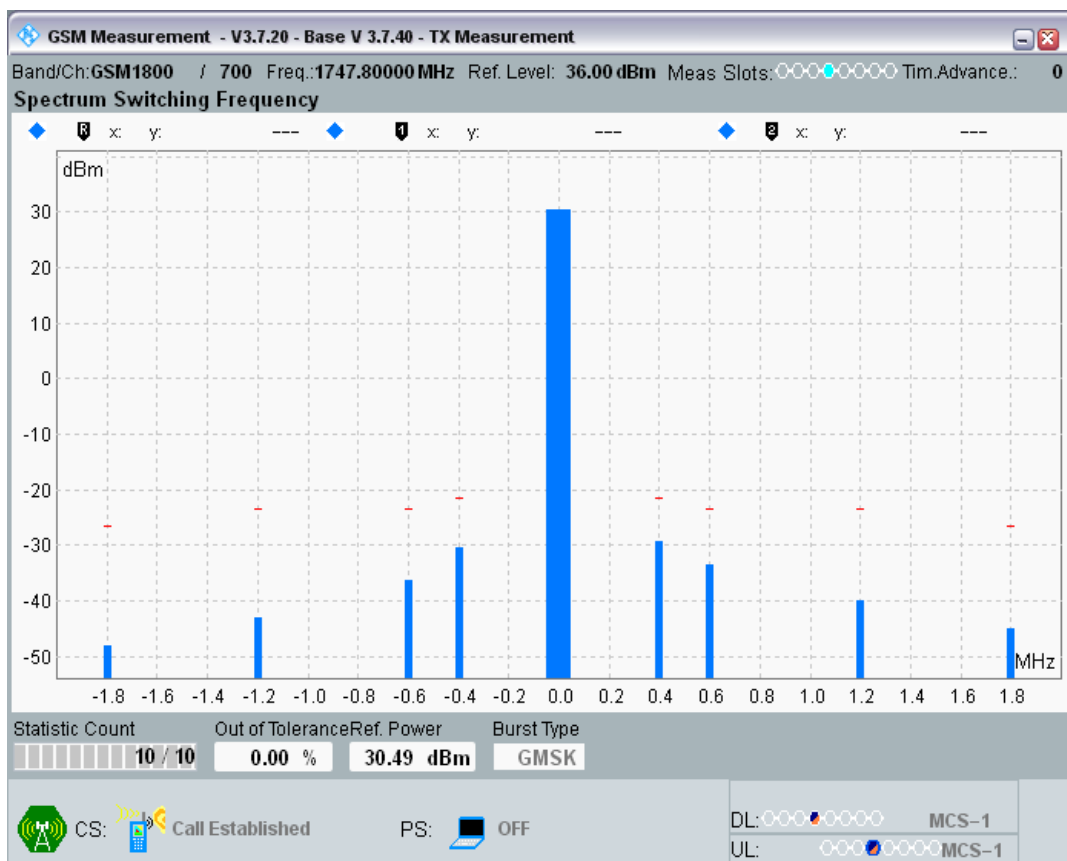 GSM Measurement - V3.7.20 - Base V 3.7.40 - TX Measurement
Band/Ch:GSM1800 / 700 Freq.:1747.80000 MHz Ref. Level: 36.00 dBm Meas Slots: Tim.Advance.: 0
Spectrum Switching Frequency
R x: y: --- 1 x: y: --- 2 x: y: ---
dBm
30
20
10
0
-10
-20
-30
-40
-50
MHz
-1.8 -1.6 -1.4 -1.2 -1.0 -0.8 -0.6 -0.4 -0.2 0.0 0.2 0.4 0.6 0.8 1.0 1.2 1.4 1.6 1.8
Statistic Count Out of Tolerance Ref. Power Burst Type
10 / 10 0.00 % 30.49 dBm GMSK
CS: Call Established PS: OFF
DL: MCS-1
UL: MCS-1